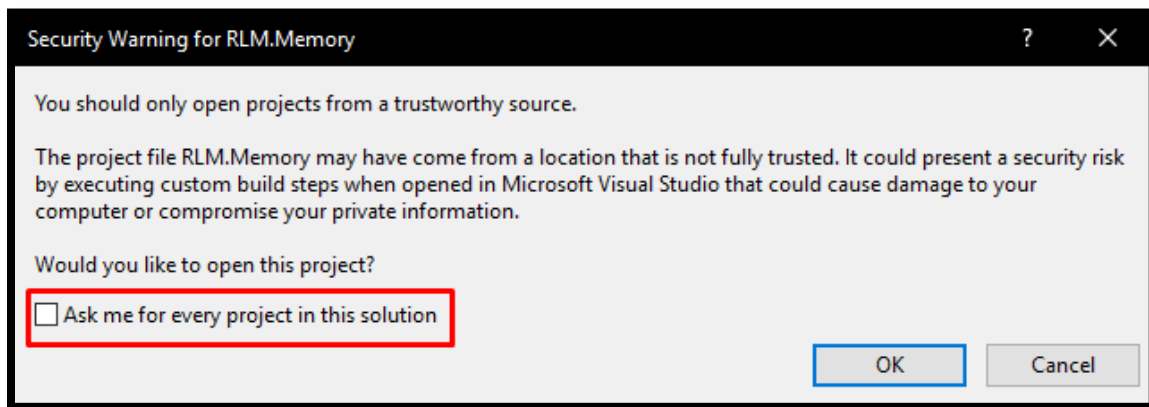 Security Warning for RLM.Memory ?
You should only open projects from a trustworthy source.
The project file RLM.Memory may have come from a location that is not fully trusted. It could present a security risk
by executing custom build steps when opened in Microsoft Visual Studio that could cause damage to your
computer or compromise your private information.
Would you like to open this project?
Ask me for every project in this solution
OK Cancel